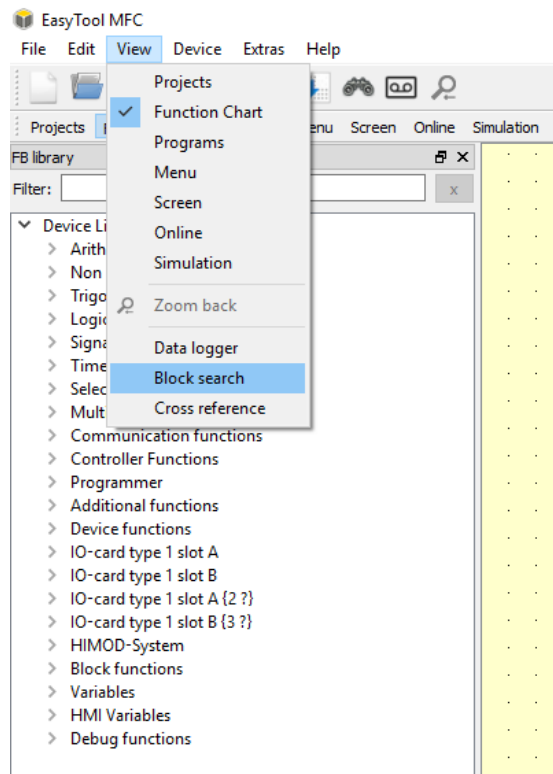 EasyTool MFC
File Edit View Device Extras Help
Projects
Function Chart
Programs
Menu
Screen
Online
Simulation
Zoom back
Data logger
Block search
Cross reference
Projects Screen Online Simulation
FB library
Filter: x
Device Li
Arith
Non
Trigo
Logic
Signa
Time
Selec
Mult
Communication functions
Controller Functions
Programmer
Additional functions
Device functions
IO-card type 1 slot A
IO-card type 1 slot B
IO-card type 1 slot A {2 ?}
IO-card type 1 slot B {3 ?}
HIMOD-System
Block functions
Variables
HMI Variables
Debug functions